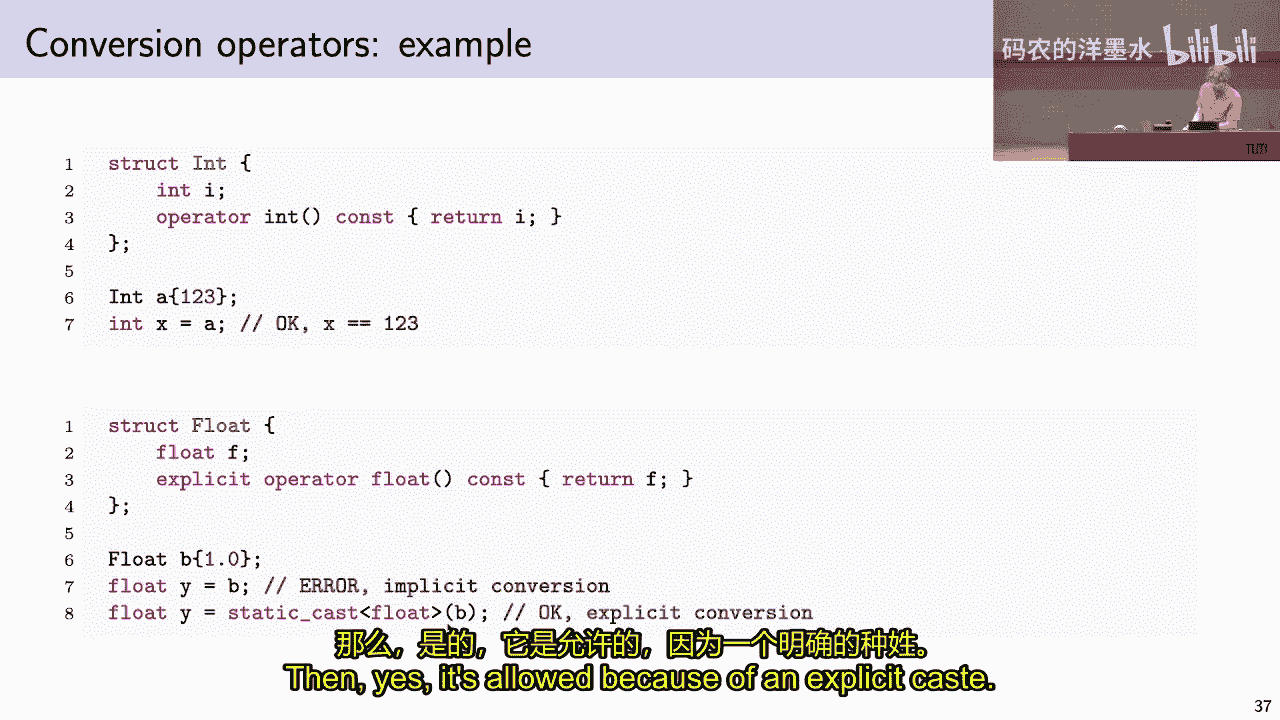 Conversion operators: example
码农的洋墨水 bilibili
TUM
1 struct Int {
2 int i;
3 operator int() const { return i; }
4 };
5
6 Int a{123};
7 int x = a; // OK, x == 123
1 struct Float {
2 float f;
3 explicit operator float() const { return f; }
4 };
5
6 Float b{1.0};
7 float y = b; // ERROR, implicit conversion
8 float y = static_cast<float>(b); // OK, explicit conversion
那么，是的，它是允许的，因为一个明确的种姓。
Then, yes, it's allowed because of an explicit caste.
37